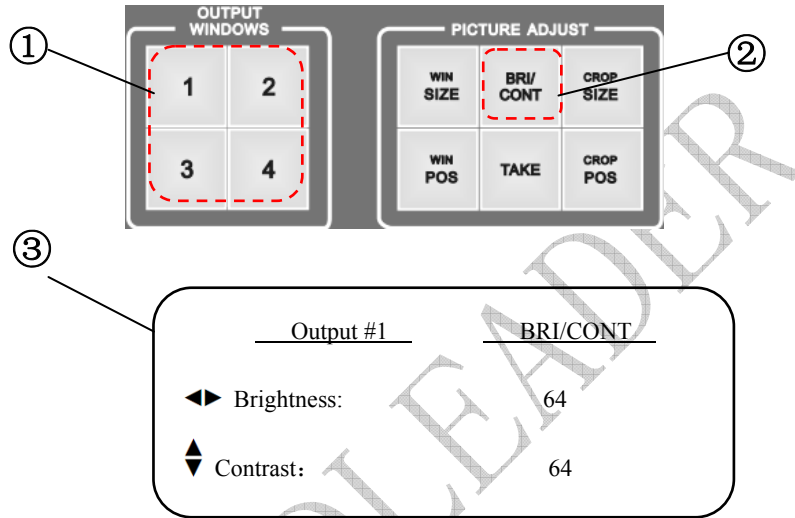 ①
②
OUTPUT
WINDOWS
1 2
3 4
PICTURE ADJUST
WIN
SIZE
BRI/
CONT
CROP
SIZE
WIN
POS
TAKE
CROP
POS
③
Output #1 BRI/CONT
◀▶ Brightness: 64
▲
▼ Contrast： 64